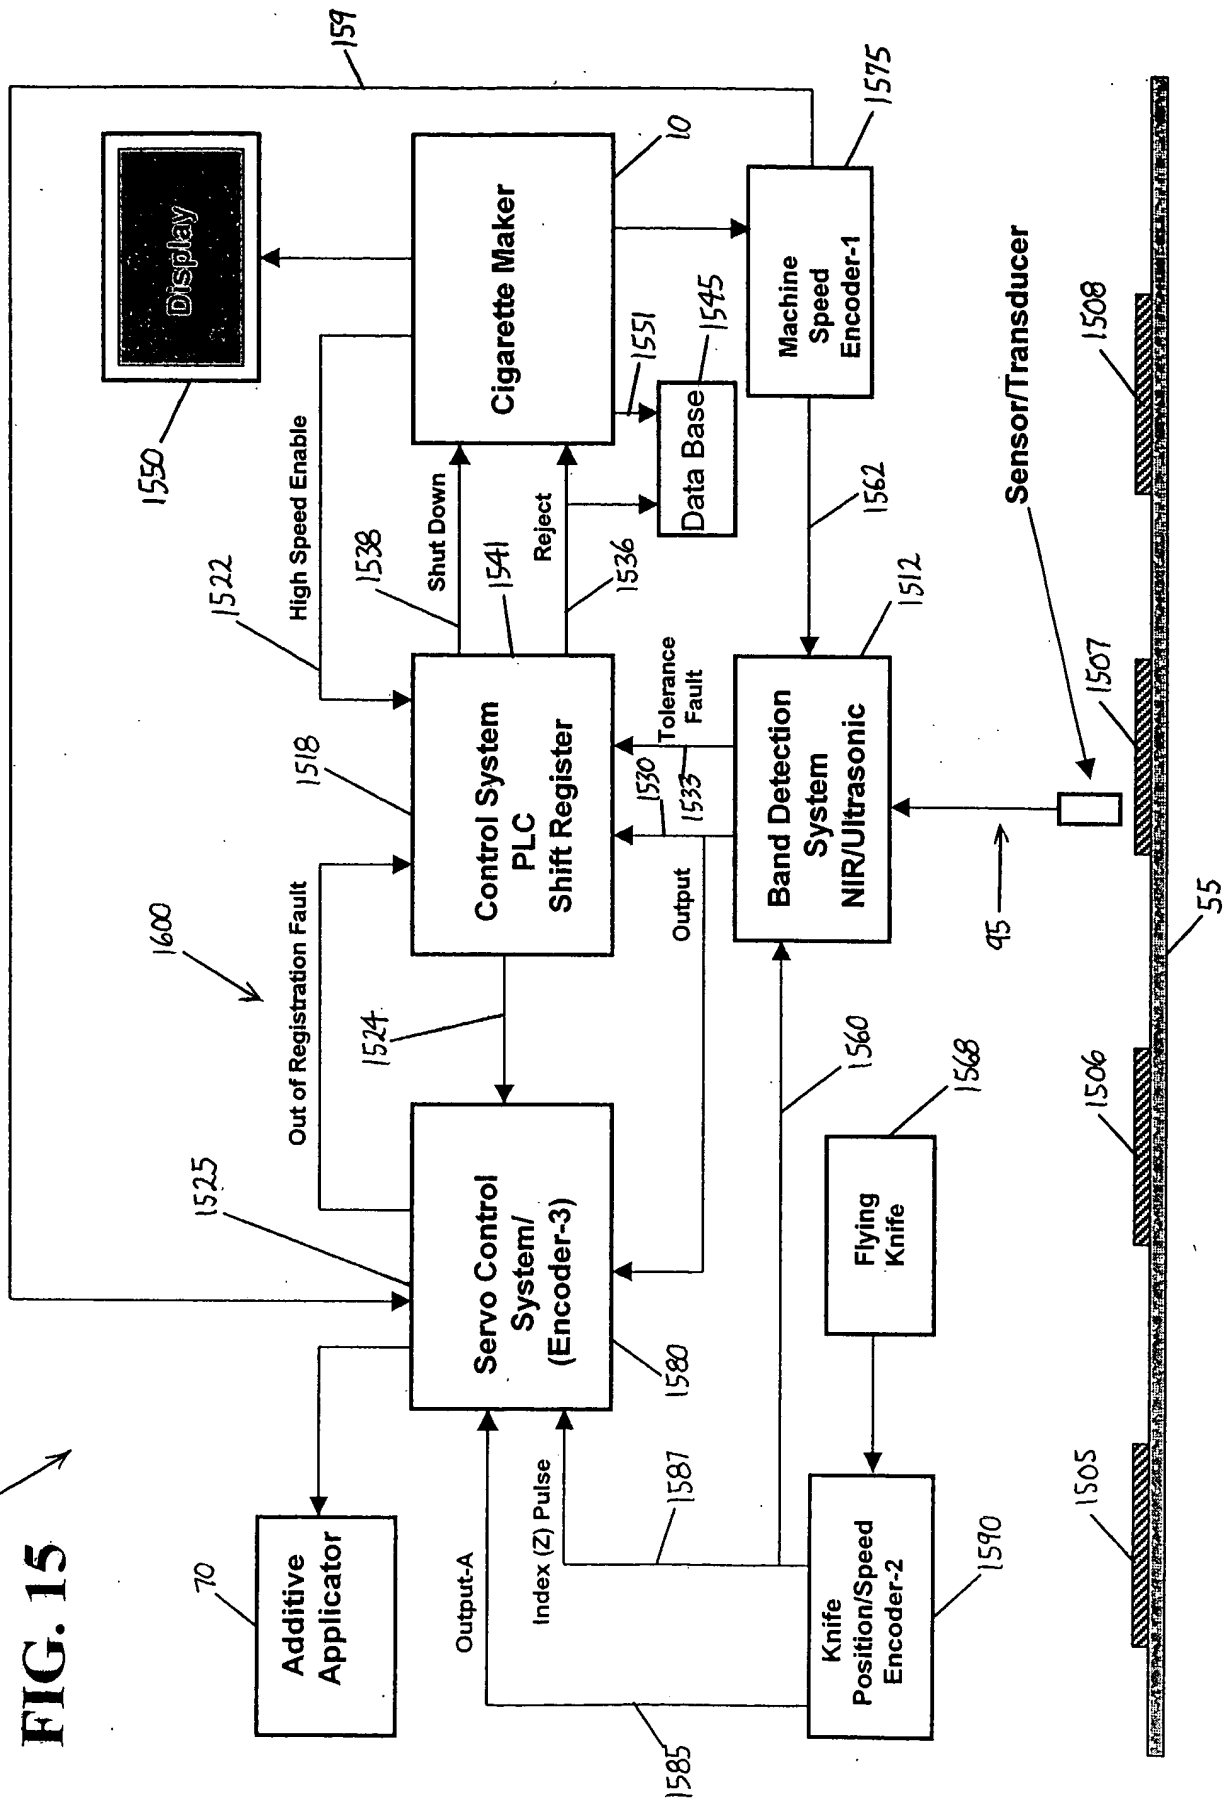 FIG. 15
159
Display
1550
High Speed Enable
1522
Cigarette Maker
10
Shut Down
1538
1541
Reject
1536
1551
Data Base
1545
Machine
Speed
Encoder-1
1575
1562
1518
Control System
PLC
Shift Register
1600
Out of Registration Fault
1524
1525
Servo Control
System/
(Encoder-3)
1580
Additive
Applicator
70
Output-A
Index (Z) Pulse
1587
1585
Knife
Position/Speed
Encoder-2
1590
Flying
Knife
1568
1560
Output
1530
1533
Tolerance
Fault
Band Detection
System
NIR/Ultrasonic
1512
95
Sensor/Transducer
1505
1506
1507
1508
55